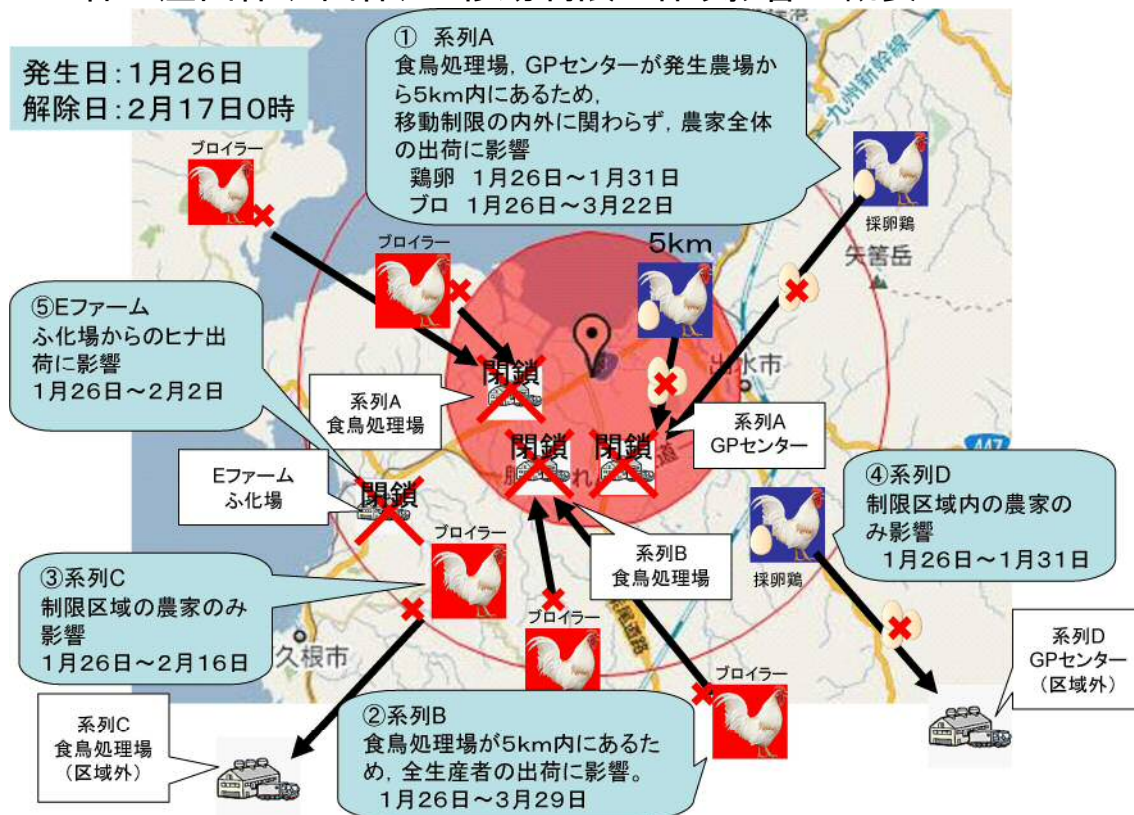 発生日:1月26日
解除日:2月17日0時
① 系列A
食鳥処理場,GPセンターが発生農場か
ら5km内にあるため,
移動制限の内外に関わらず,農家全体
の出荷に影響
鶏卵 1月26日~1月31日
ブロ 1月26日~3月22日
九州新幹線
ブロイラー
採卵鶏
矢筈岳
ブロイラー
5km
⑤Eファーム
ふ化場からのヒナ出
荷に影響
1月26日~2月2日
出水市
閉鎖
系列A
食鳥処理場
系列A
GPセンター
閉鎖
閉鎖
道
447
Eファーム
ふ化場
閉鎖
④系列D
制限区域内の農家の
み影響
1月26日~1月31日
採卵鶏
系列B
食鳥処理場
③系列C
制限区域の農家のみ
影響
1月26日~2月16日
ブロイラー
尾道路
久根市
ブロイラー
系列D
GPセンター
(区域外)
系列C
食鳥処理場
(区域外)
②系列B
食鳥処理場が5km内にあるた
め,全生産者の出荷に影響。
1月26日~3月29日